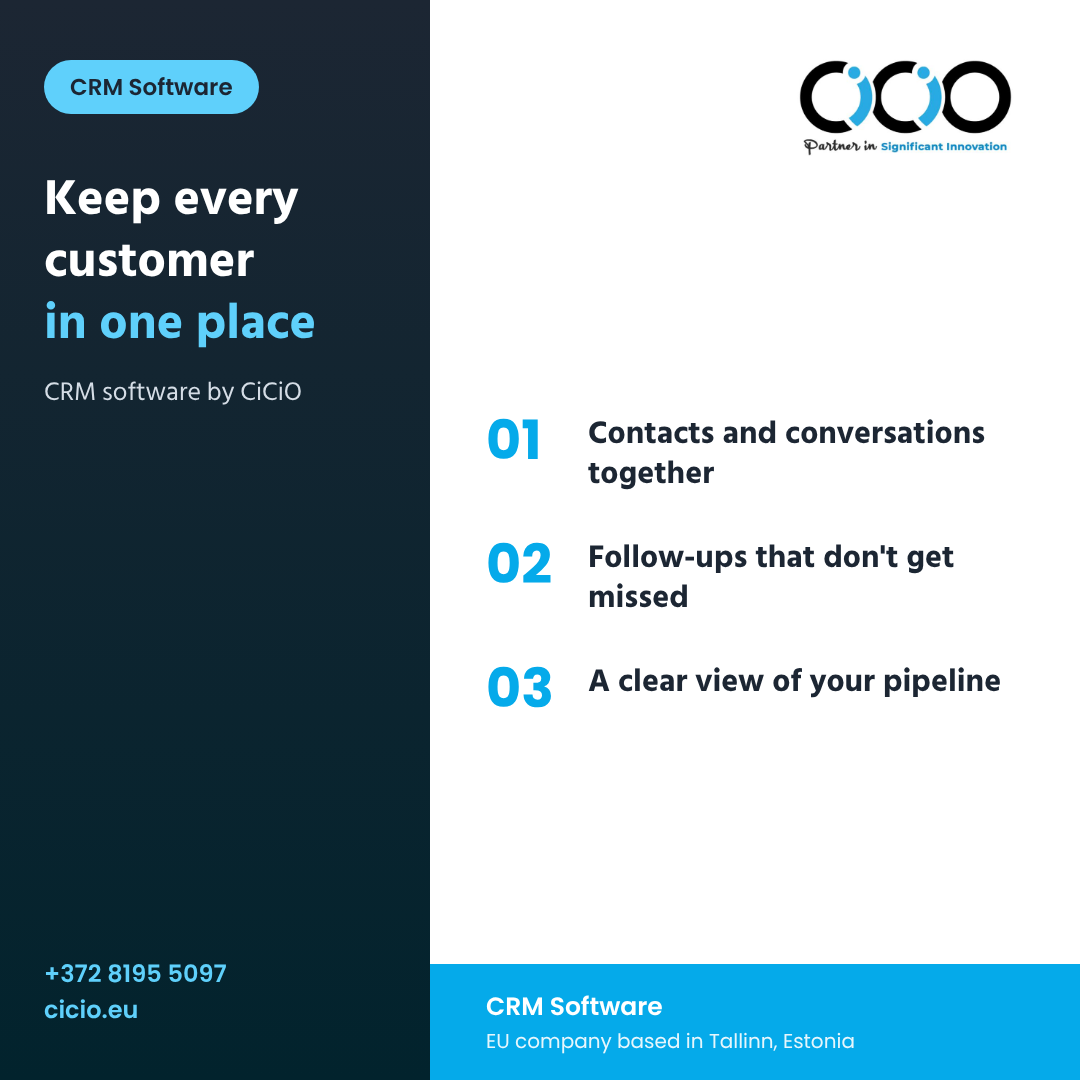 CRM Software
Keep every
customer
in one place
CRM software by CiCiO
+372 8195 5097
cicio.eu
CiCiO
Partner in Significant Innovation
01 Contacts and conversations
together
02 Follow-ups that don't get
missed
03 A clear view of your pipeline
CRM Software
EU company based in Tallinn, Estonia